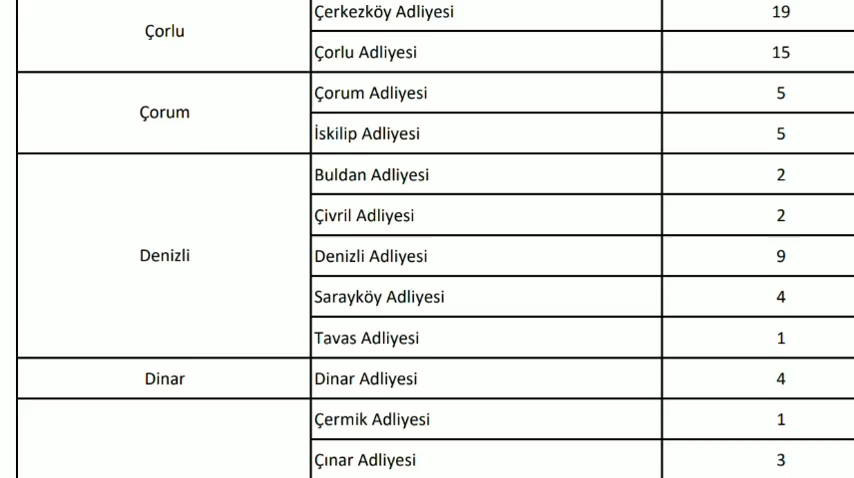 Çorlu
Çerkezköy Adliyesi 19
Çorlu Adliyesi 15
Çorum
Çorum Adliyesi 5
İskilip Adliyesi 5
Denizli
Buldan Adliyesi 2
Çivril Adliyesi 2
Denizli Adliyesi 9
Sarayköy Adliyesi 4
Tavas Adliyesi 1
Dinar
Dinar Adliyesi 4
Çermik Adliyesi 1
Çınar Adliyesi 3